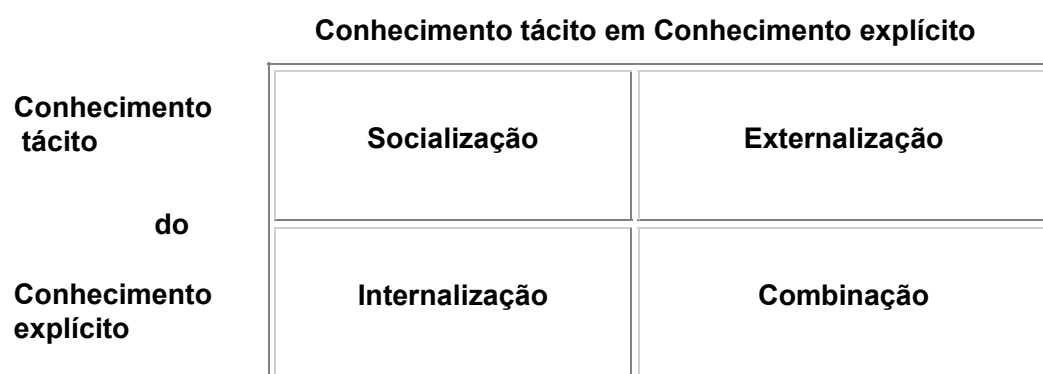 Conhecimento tácito em Conhecimento explícito
Conhecimento
tácito
Socialização
Externalização
do
Conhecimento
explícito
Internalização
Combinação